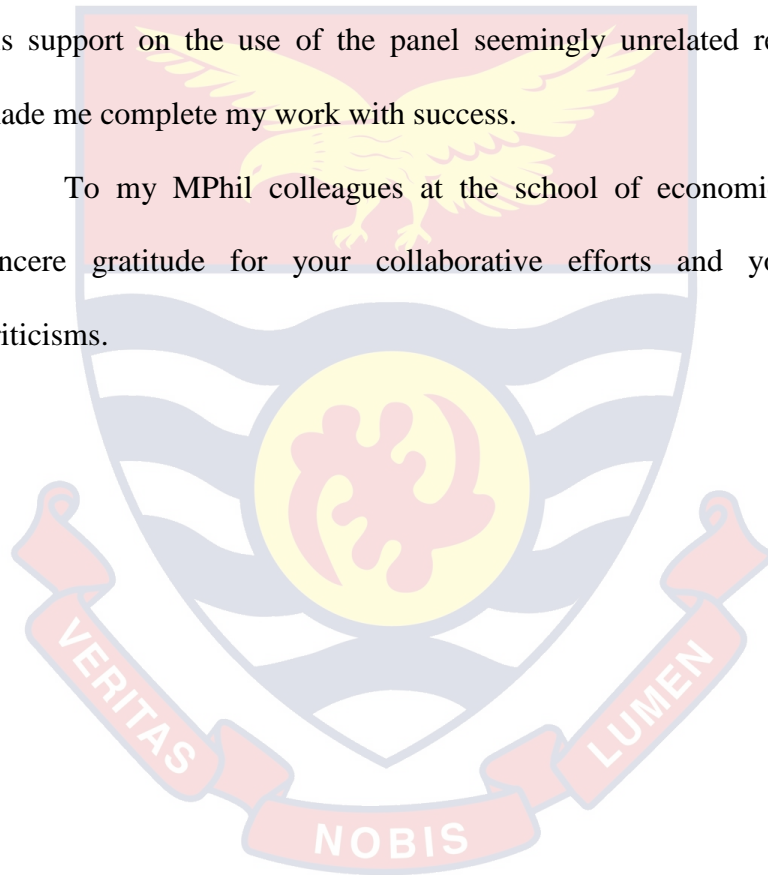 is support on the use of the panel seemingly unrelated re
ade me complete my work with success.
To my MPhil colleagues at the school of economi
ncere gratitude for your collaborative efforts and yo
riticisms.
VERITAS
NOBIS
LUMEN